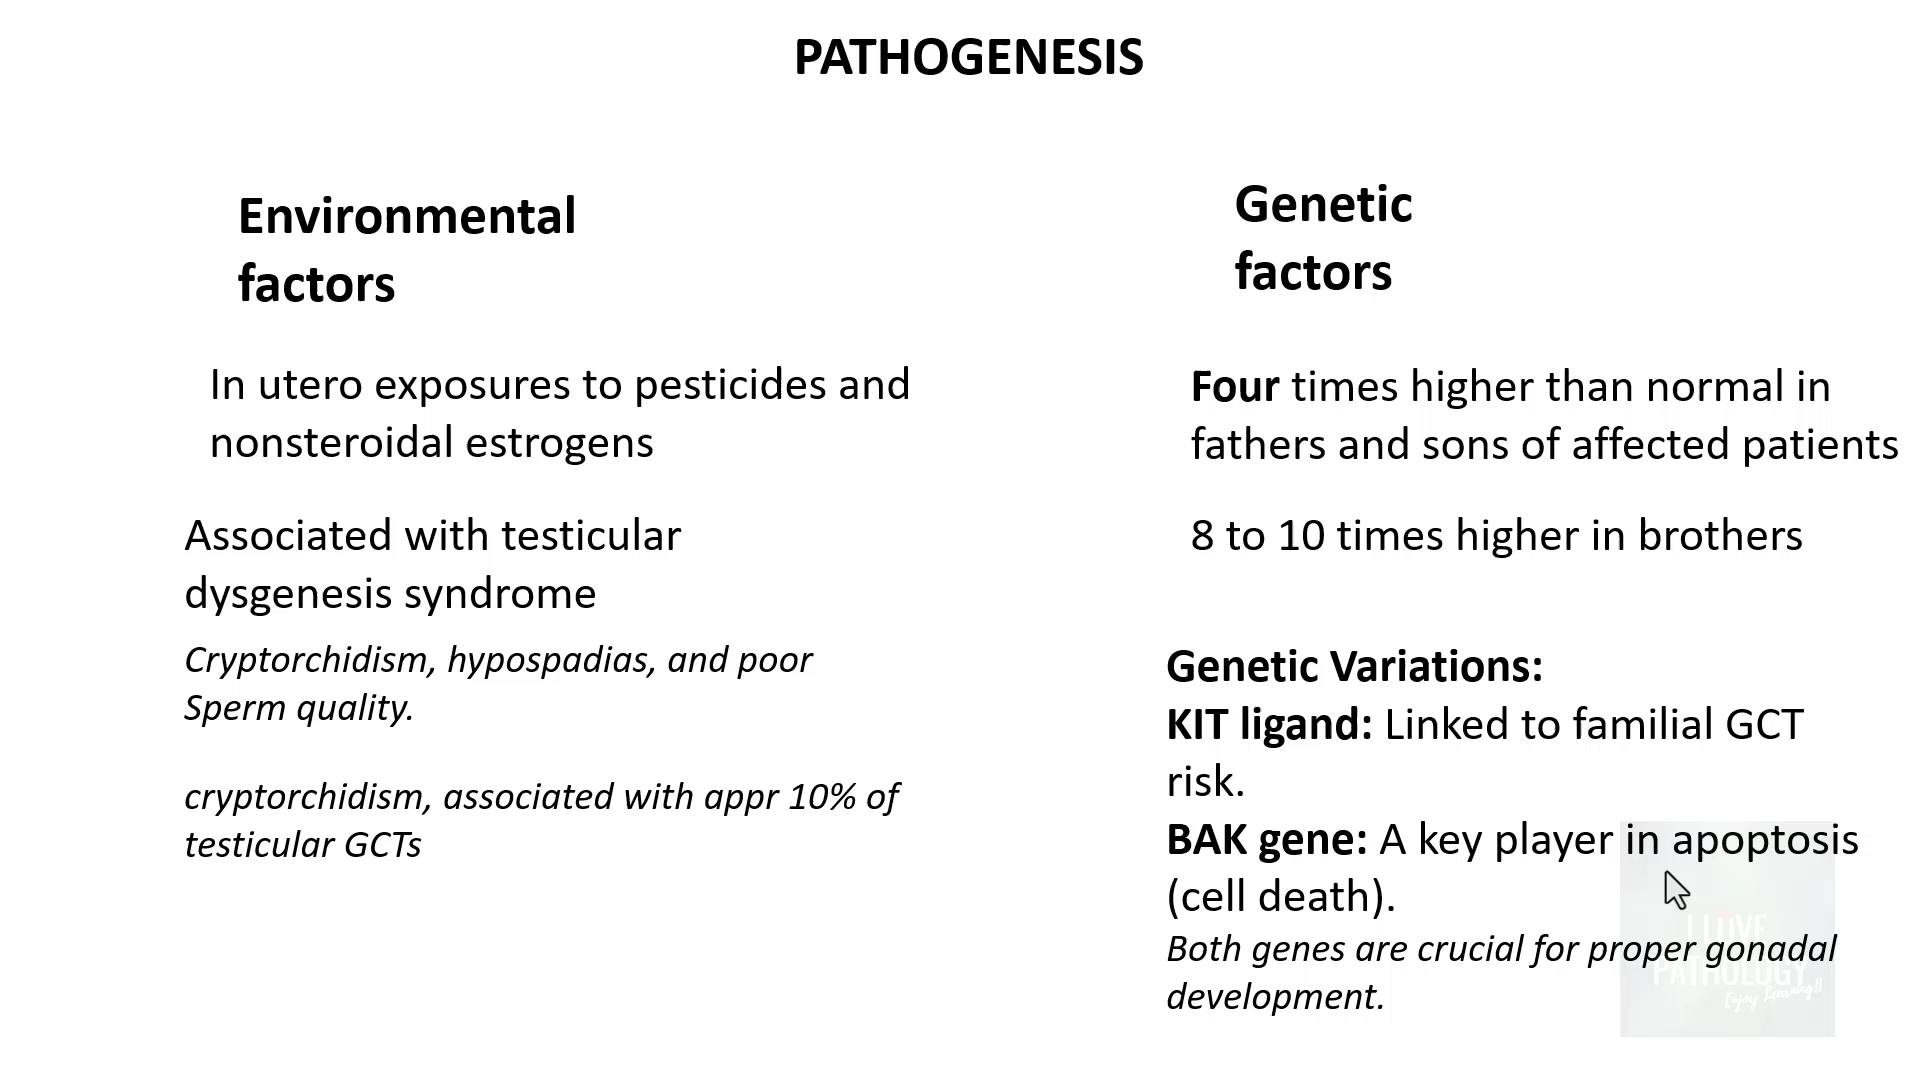 PATHOGENESIS
Environmental
factors
In utero exposures to pesticides and
nonsteroidal estrogens
Associated with testicular
dysgenesis syndrome
Cryptorchidism, hypospadias, and poor
Sperm quality.
cryptorchidism, associated with appr 10% of
testicular GCTs
Genetic
factors
Four times higher than normal in
fathers and sons of affected patients
8 to 10 times higher in brothers
Genetic Variations:
KIT ligand: Linked to familial GCT
risk.
BAK gene: A key player in apoptosis
(cell death).
Both genes are crucial for proper gonadal
development.
I LOVE
PATHOLOGY
Enjoy Learning!!